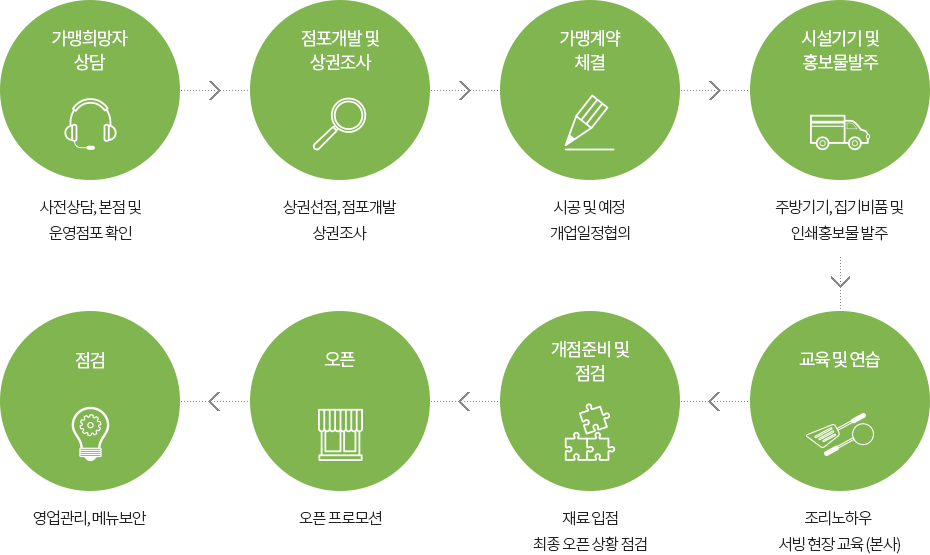 가맹희망자
상담
사전상담, 본점 및
운영점포 확인
점포개발 및
상권조사
상권선점, 점포개발
상권조사
가맹계약
체결
시공 및 예정
개업일정협의
시설기기 및
홍보물발주
주방기기, 집기비품 및
인쇄홍보물 발주
교육 및 연습
조리노하우
서빙 현장 교육 (본사)
개점준비 및
점검
재료 입점
최종 오픈 상황 점검
오픈
오픈 프로모션
점검
영업관리, 메뉴보안